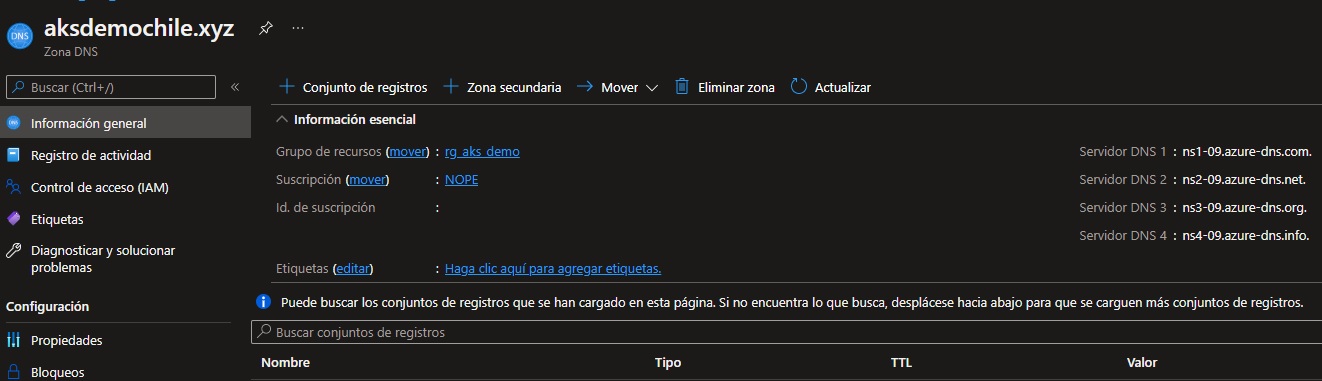 DNS
aksdemochile.xyz
...
Zona DNS
Buscar (Ctrl+/)
«
Información general
Registro de actividad
Control de acceso (IAM)
Etiquetas
Diagnosticar y solucionar
problemas
Configuración
Propiedades
Bloqueos
+ Conjunto de registros + Zona secundaria Mover Eliminar zona Actualizar
Información esencial
Grupo de recursos (mover) : rg_aks_demo
Suscripción (mover) : NOPE
Id. de suscripción :
Etiquetas (editar) : Haga clic aquí para agregar etiquetas.
Servidor DNS 1 : ns1-09.azure-dns.com.
Servidor DNS 2 : ns2-09.azure-dns.net.
Servidor DNS 3 : ns3-09.azure-dns.org.
Servidor DNS 4 : ns4-09.azure-dns.info.
Puede buscar los conjuntos de registros que se han cargado en esta página. Si no encuentra lo que busca, desplácese hacia abajo para que se carguen más conjuntos de registros.
Buscar conjuntos de registros
Nombre Tipo TTL Valor